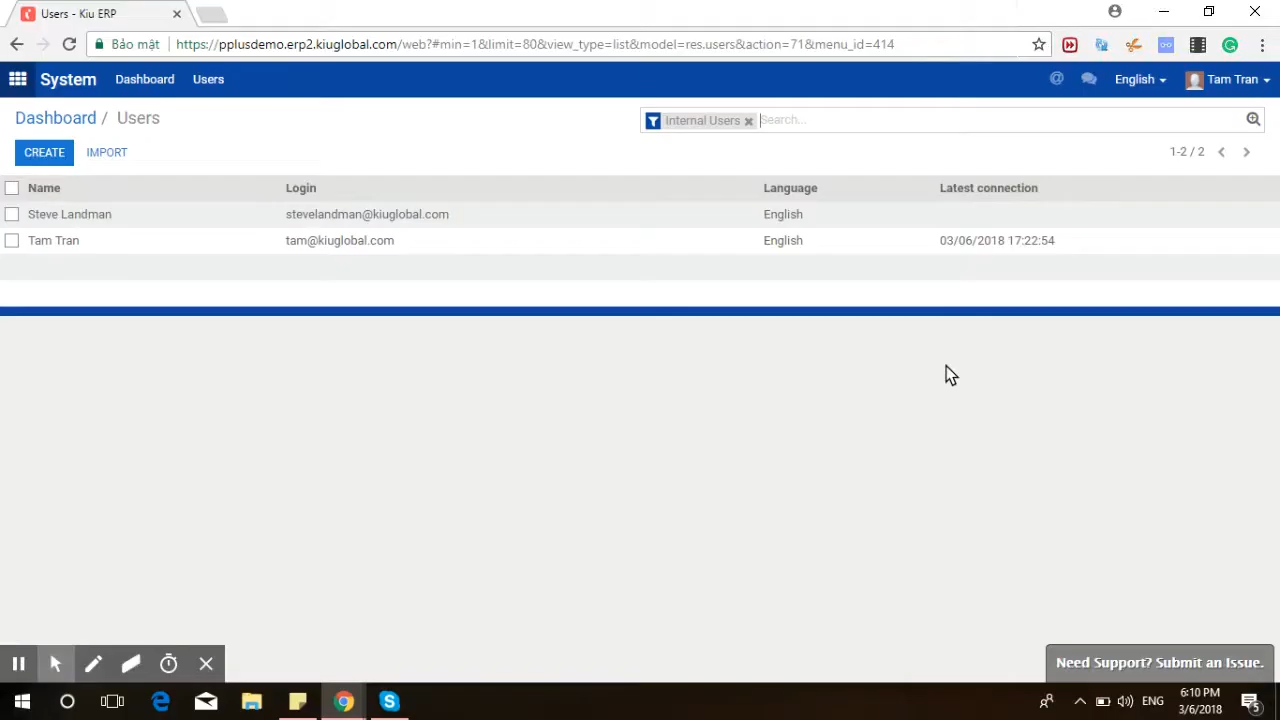 Users - Kiu ERP
Bảo mật https://pplusdemo.erp2.kiuglobal.com/web?#min=1&limit=80&view_type=list&model=res.users&action=71&menu_id=414
System Dashboard Users English Tam Tran
Dashboard / Users Internal Users Search...
CREATE IMPORT 1-2 / 2
Name Login Language Latest connection
Steve Landman stevelandman@kiuglobal.com English
Tam Tran tam@kiuglobal.com English 03/06/2018 17:22:54
Need Support? Submit an Issue.
ENG 6:10 PM
3/6/2018 5